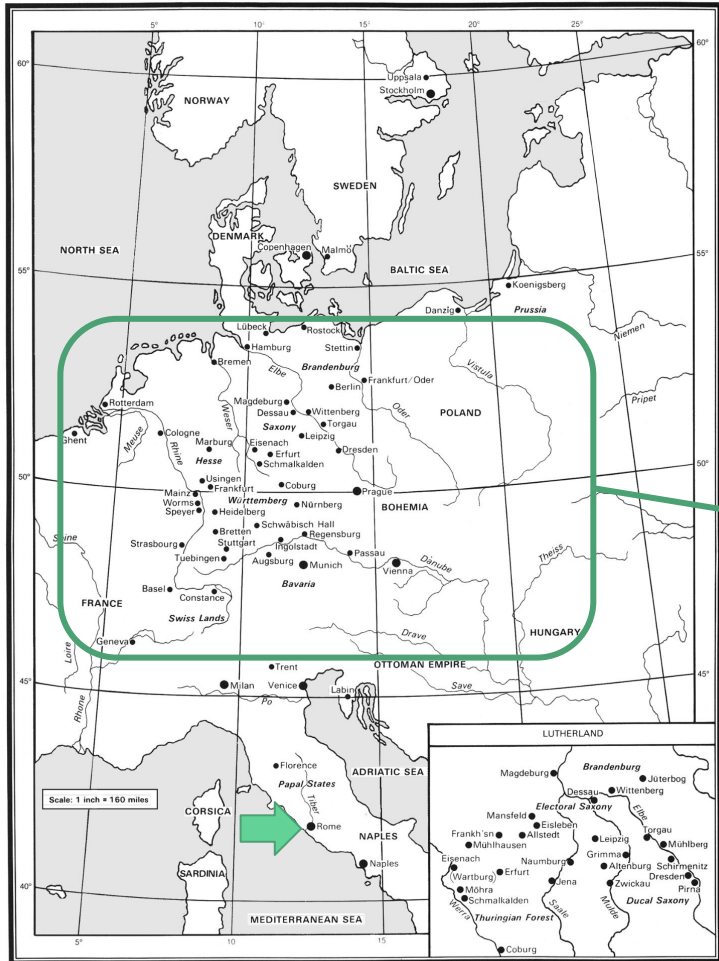 5°
10°
15°
20°
25°
60°
60°
Uppsala
Stockholm
NORWAY
SWEDEN
DENMARK
Copenhagen
Malmö
NORTH SEA
BALTIC SEA
55°
55°
Koenigsberg
Danzig
Prussia
Lübeck
Rostock
Niemen
Hamburg
Stettin
Bremen
Elbe
Brandenburg
Frankfurt/Oder
Vistula
Berlin
Rotterdam
Weser
Magdeburg
Dessau
Wittenberg
Oder
POLAND
Pripet
Saxony
Torgau
Ghent
Meuse
Cologne
Rhine
Marburg
Eisenach
Leipzig
Hesse
Erfurt
Dresden
Schmalkalden
50°
50°
Usingen
Coburg
Mainz
Frankfurt
Prague
Worms
Württemberg
Nürnberg
BOHEMIA
Speyer
Heidelberg
Schwäbisch Hall
Bretten
Regensburg
Seine
Strasbourg
Stuttgart
Ingolstadt
Passau
Danube
Theiss
Tuebingen
Augsburg
Munich
Vienna
Bavaria
Basel
Constance
FRANCE
Swiss Lands
HUNGARY
Geneva
Drave
Loire
Trent
OTTOMAN EMPIRE
45°
45°
Milan
Venice
Labin
Save
Rhone
Po
LUTHERLAND
Florence
ADRIATIC SEA
Papal States
Scale: 1 inch = 160 miles
CORSICA
Tiber
Rome
NAPLES
SARDINIA
Naples
40°
MEDITERRANEAN SEA
5°
10
15
Brandenburg
Magdeburg
Jüterbog
Dessau
Wittenberg
Electoral Saxony
Elbe
Mansfeld
Eisleben
Torgau
Frankh'sn
Allstedt
Leipzig
Mühlhausen
Mühlberg
Grimma
Eisenach
Naumburg
Schirmenitz
Wartburg
Erfurt
Altenburg
Dresden
Möhra
Jena
Zwickau
Pirna
Schmalkalden
Werra
Thuringian Forest
Saale
Mulde
Ducal Saxony
Coburg